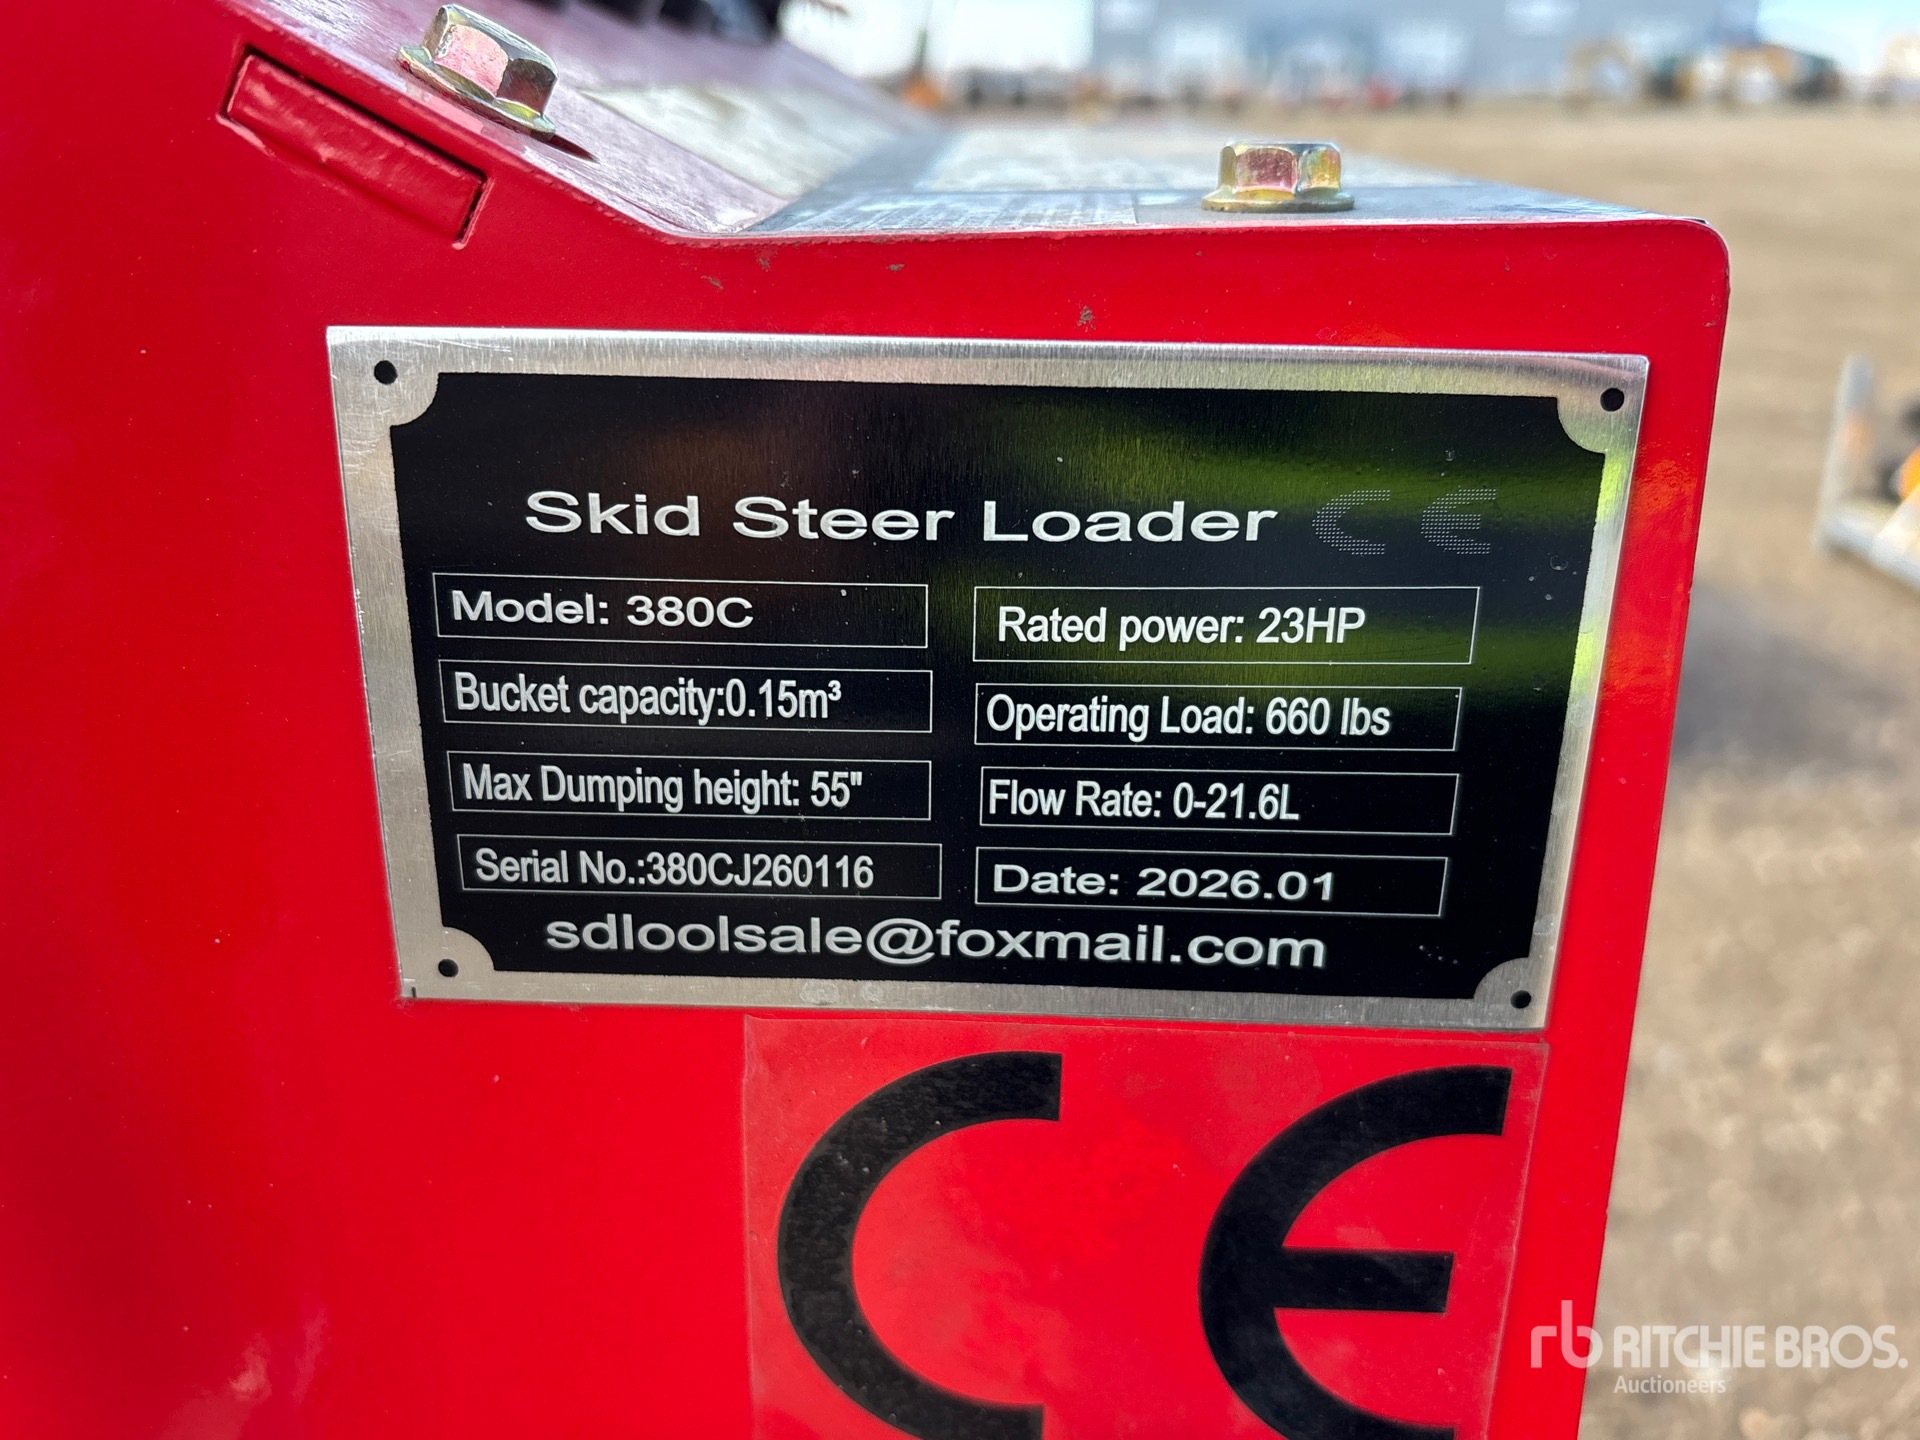 Skid Steer Loader CE
Model: 380C
Rated power: 23HP
Bucket capacity:0.15m³
Operating Load: 660 lbs
Max Dumping height: 55"
Flow Rate: 0-21.6L
Serial No.:380CJ260116
Date: 2026.01
sdloolsale@foxmail.com
CE
rb RITCHIE BROS.
Auctioneers